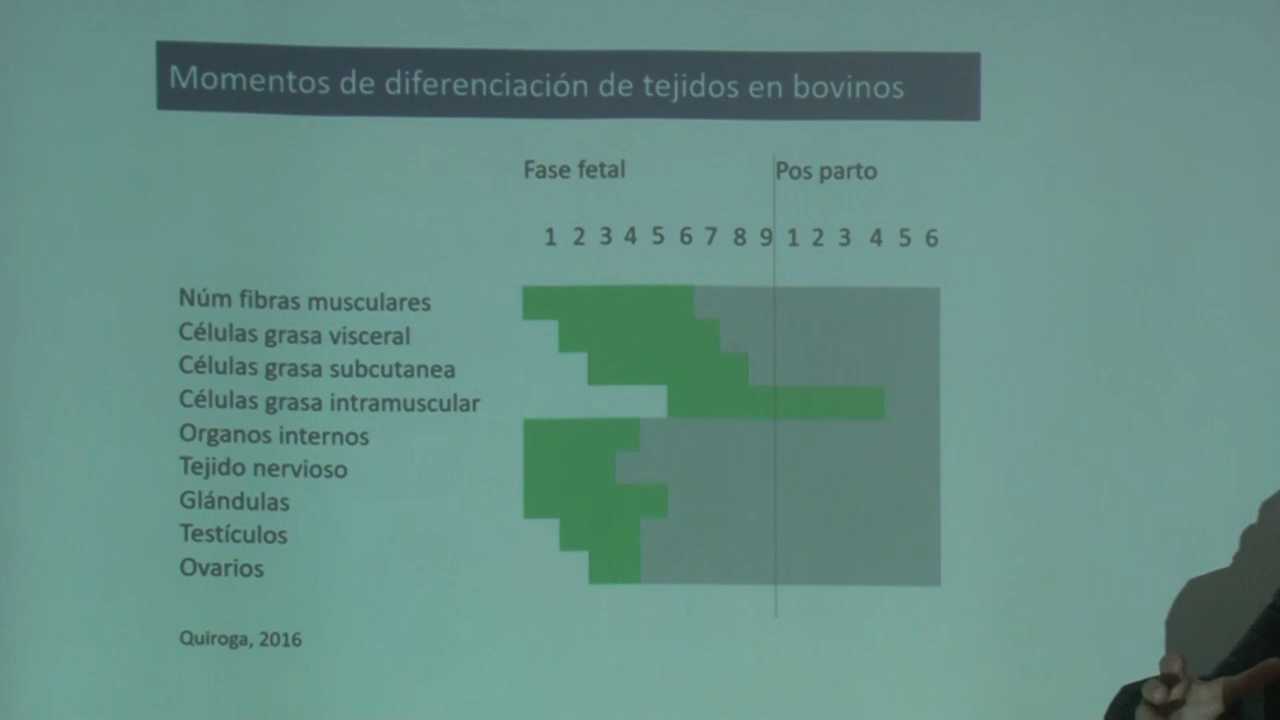 Momentos de diferenciación de tejidos en bovinos
Fase fetal Pos parto
1 2 3 4 5 6 7 8 9 1 2 3 4 5 6
Núm fibras musculares
Células grasa visceral
Células grasa subcutanea
Células grasa intramuscular
Organos internos
Tejido nervioso
Glándulas
Testículos
Ovarios
Quiroga, 2016